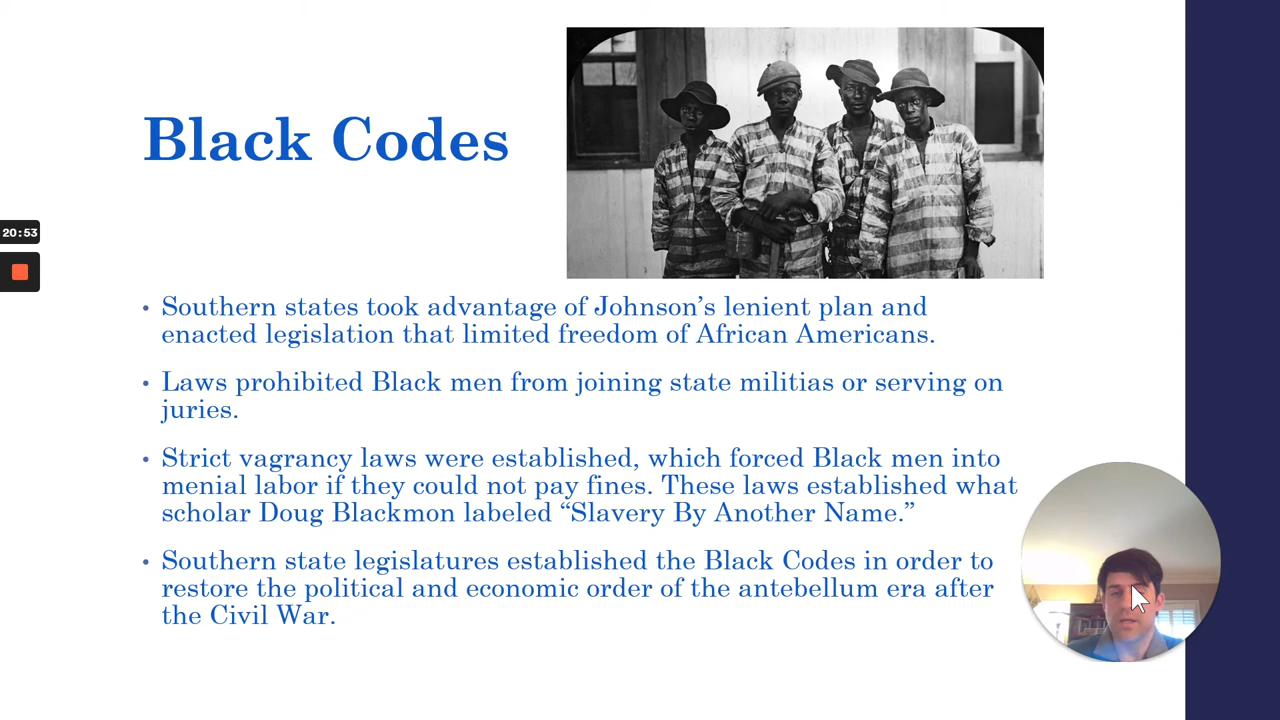 Black Codes
20:53
• Southern states took advantage of Johnson’s lenient plan and
enacted legislation that limited freedom of African Americans.
• Laws prohibited Black men from joining state militias or serving on
juries.
• Strict vagrancy laws were established, which forced Black men into
menial labor if they could not pay fines. These laws established what
scholar Doug Blackmon labeled “Slavery By Another Name.”
• Southern state legislatures established the Black Codes in order to
restore the political and economic order of the antebellum era after
the Civil War.